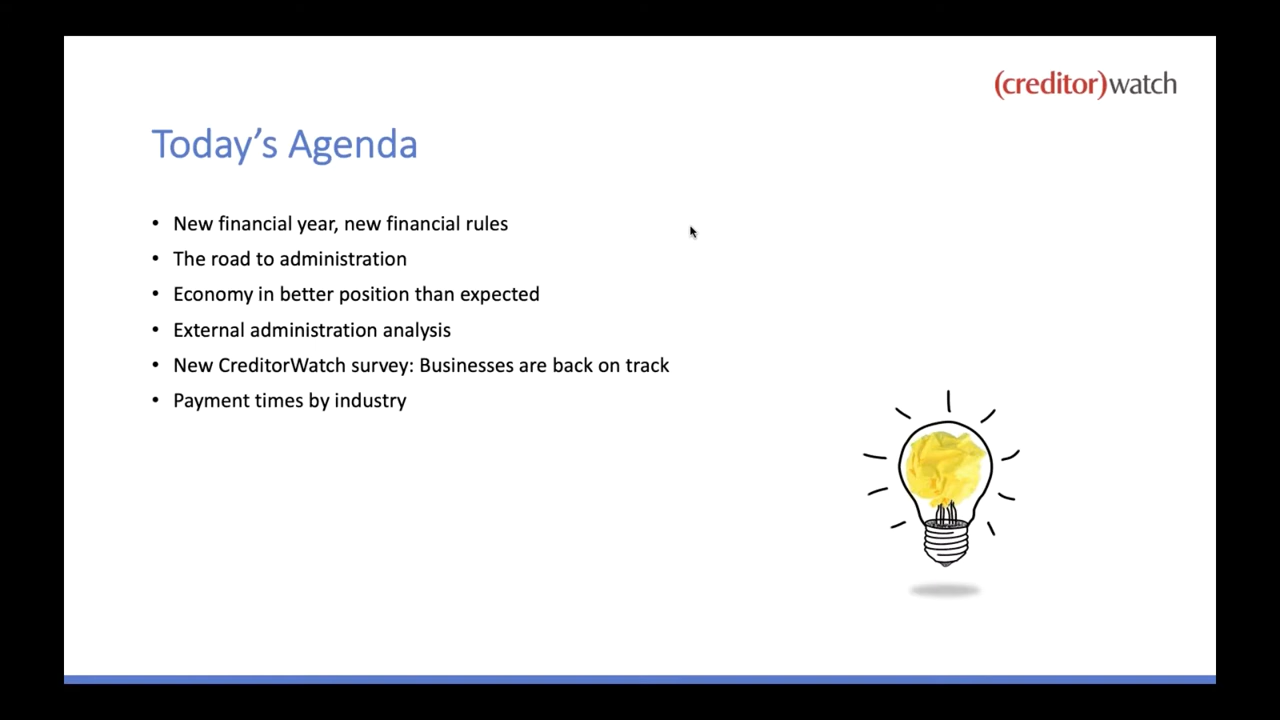 (creditor)watch
Today’s Agenda
• New financial year, new financial rules
• The road to administration
• Economy in better position than expected
• External administration analysis
• New CreditorWatch survey: Businesses are back on track
• Payment times by industry